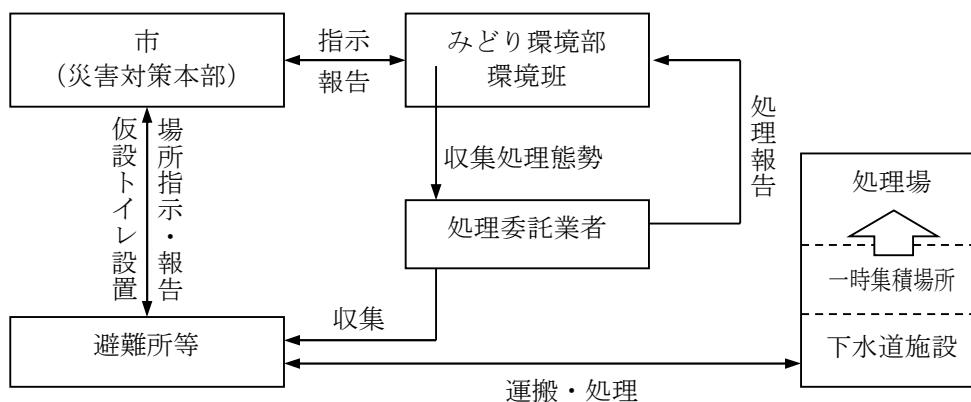 市
（災害対策本部）
指示
報告
みどり環境部
環境班
処理報告
仮設トイレ設置
場所指示・報告
収集処理態勢
処理委託業者
処理場
一時集積場所
下水道施設
収集
避難所等
運搬・処理